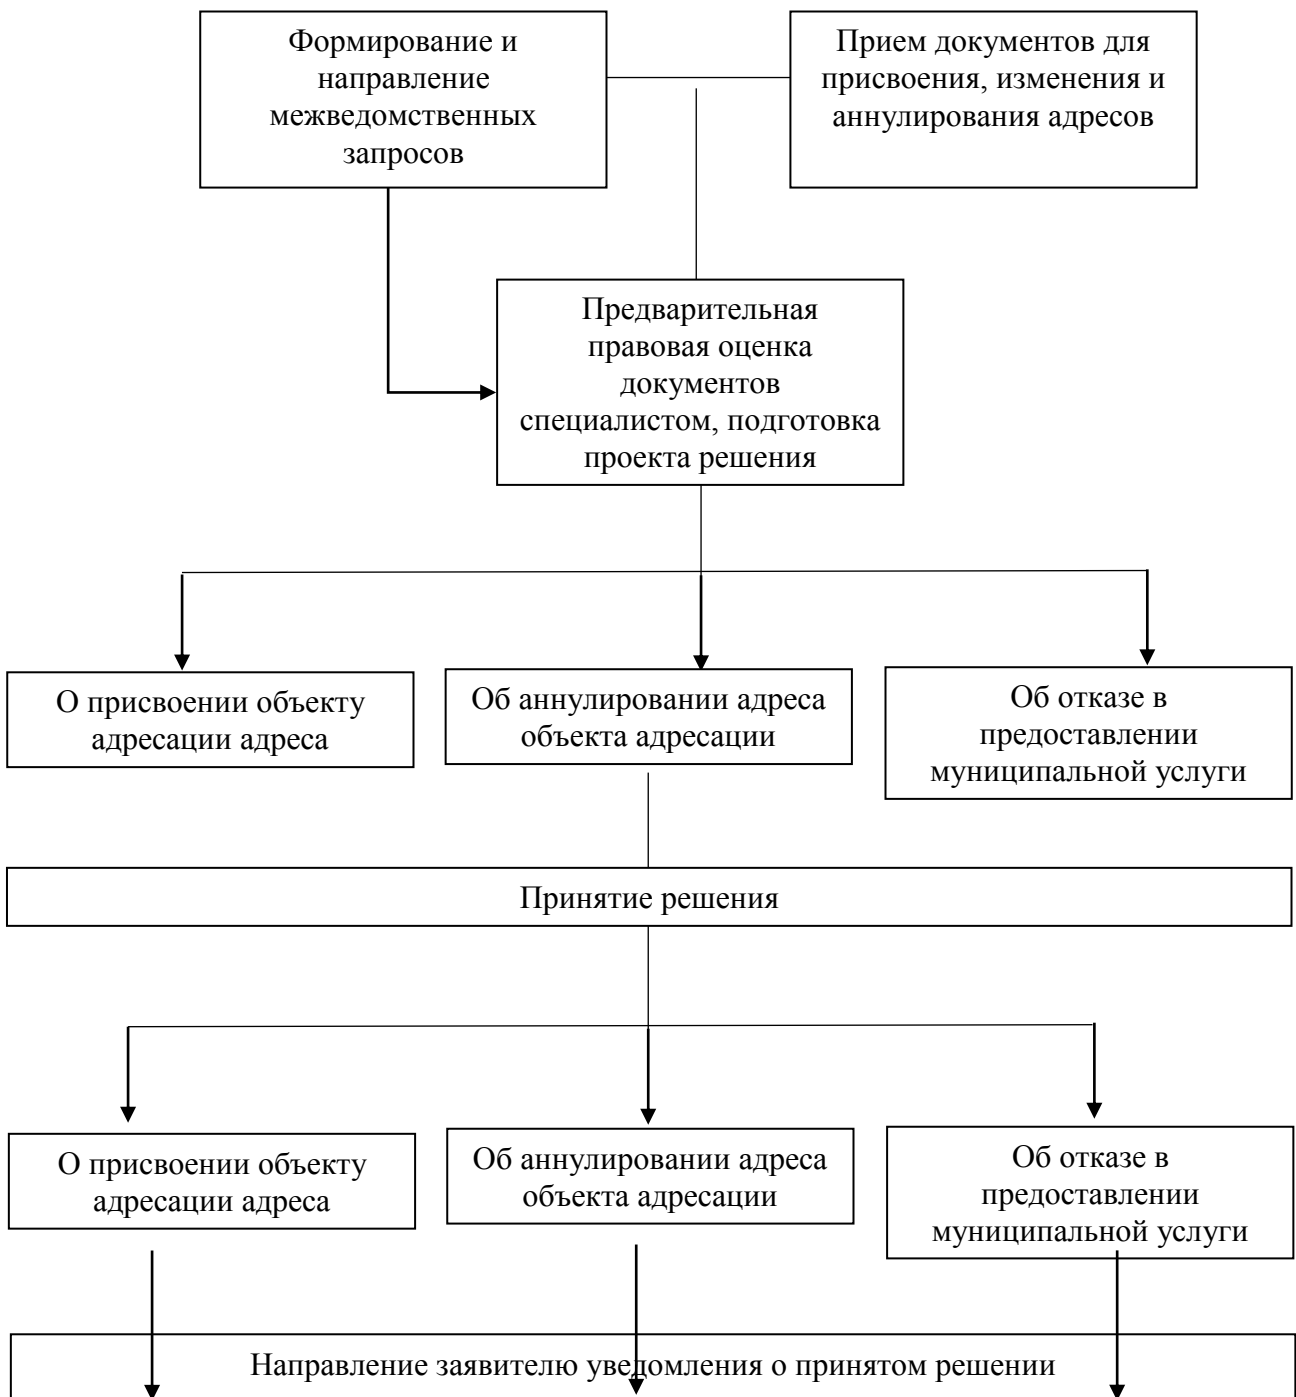 Формирование и
направление
межведомственных
запросов
Прием документов для
присвоения, изменения и
аннулирования адресов
Предварительная
правовая оценка
документов
специалистом, подготовка
проекта решения
О присвоении объекту
адресации адреса
Об аннулировании адреса
объекта адресации
Об отказе в
предоставлении
муниципальной услуги
Принятие решения
О присвоении объекту
адресации адреса
Об аннулировании адреса
объекта адресации
Об отказе в
предоставлении
муниципальной услуги
Направление заявителю уведомления о принятом решении